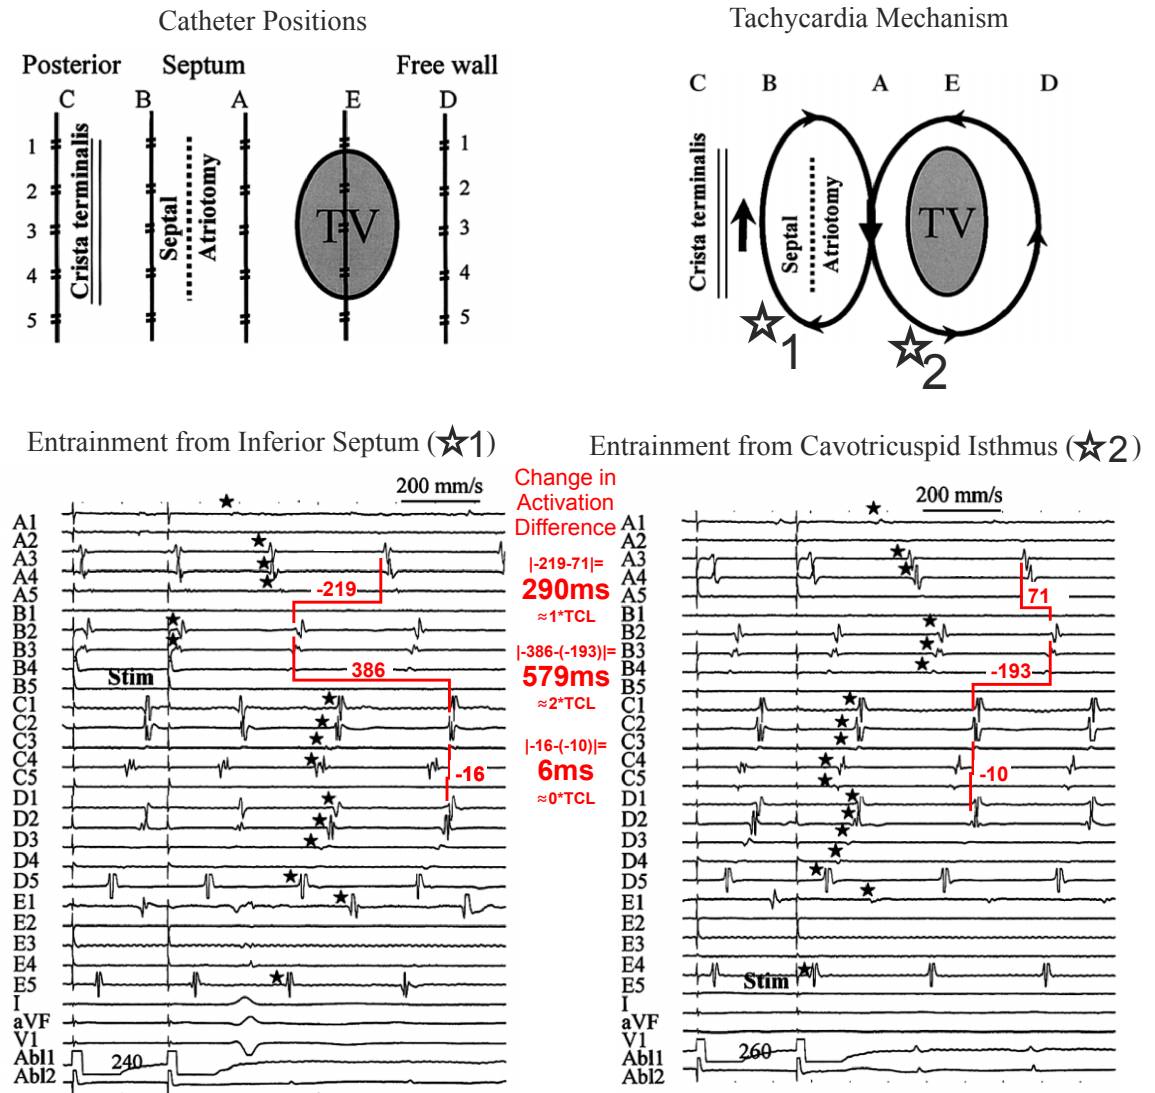 Catheter Positions
Tachycardia Mechanism
Posterior Septum Free wall
C B A E D
1 1
2 2
3 3
4 4
5 5
Crista terminalis
Septal
Atriotomy
TV
C B A E D
Crista terminalis
Septal
Atriotomy
TV
1
2
Entrainment from Inferior Septum (☆1)
Entrainment from Cavotricuspid Isthmus (☆2)
200 mm/s
A1
A2
A3
A4
A5
B1
B2
B3
B4
B5
C1
C2
C3
C4
C5
D1
D2
D3
D4
D5
E1
E2
E3
E4
E5
I
aVF
V1
Abl1
Abl2
-219
386
-16
Stim
240
Change in
Activation
Difference
|-219-71|=
290ms
≈1*TCL
|-386-(-193)|=
579ms
≈2*TCL
|-16-(-10)|=
6ms
≈0*TCL
200 mm/s
A1
A2
A3
A4
A5
B1
B2
B3
B4
B5
C1
C2
C3
C4
C5
D1
D2
D3
D4
D5
E1
E2
E3
E4
E5
I
aVF
V1
Abl1
Abl2
71
-193
-10
Stim
260